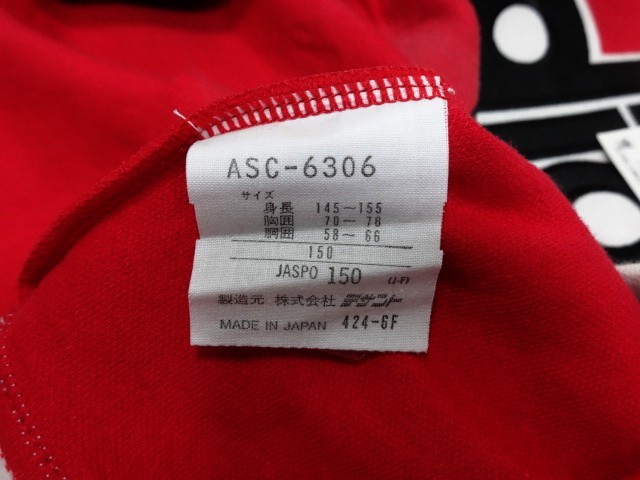 ASC-6306
サイズ
身長 145～155
胸囲 70～78
胴囲 58～66
150
JASPO 150 (J-F)
製造元 株式会社 デサント
MADE IN JAPAN 424-6F